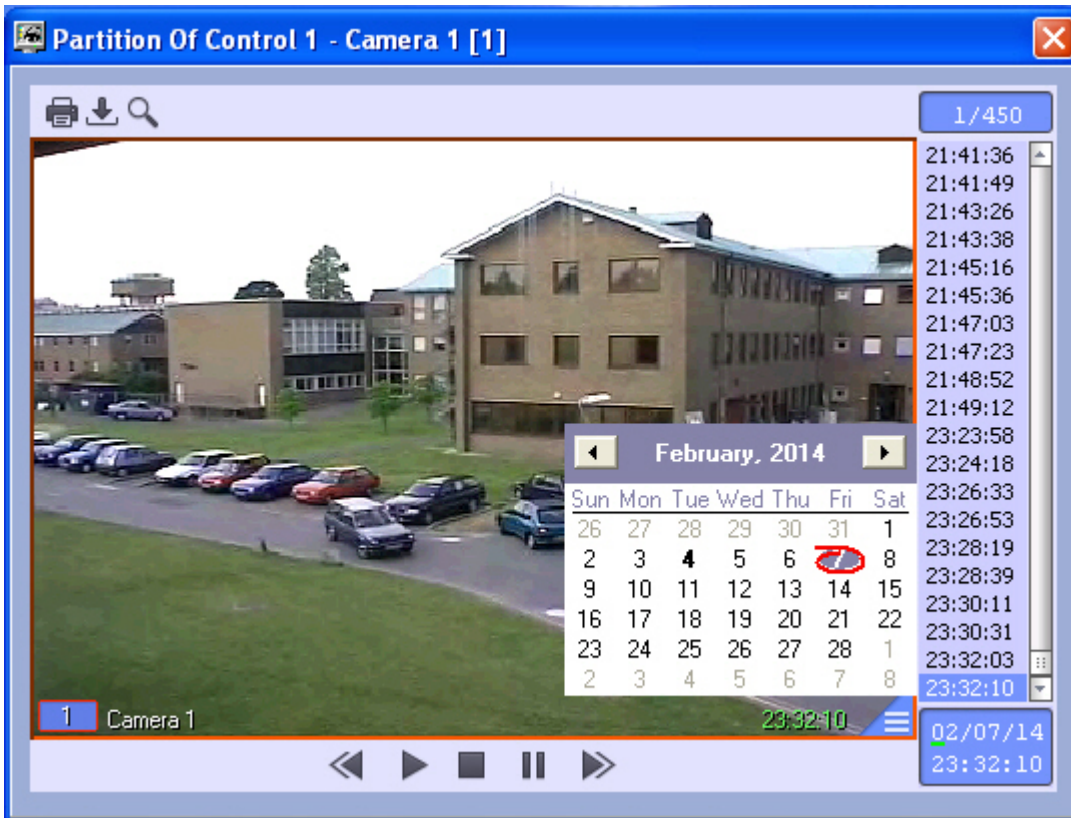 Partition Of Control 1 - Camera 1 [1]
1/450
21:41:36
21:41:49
21:43:26
21:43:38
21:45:16
21:45:36
21:47:03
21:47:23
21:48:52
21:49:12
23:23:58
23:24:18
23:26:33
23:26:53
23:28:19
23:28:39
23:30:11
23:30:31
23:32:03
23:32:10
February, 2014
Sun Mon Tue Wed Thu Fri Sat
26 27 28 29 30 31 1
2 3 4 5 6 7 8
9 10 11 12 13 14 15
16 17 18 19 20 21 22
23 24 25 26 27 28 1
2 3 4 5 6 7 8
1 Camera 1 23:32:10
02/07/14
23:32:10